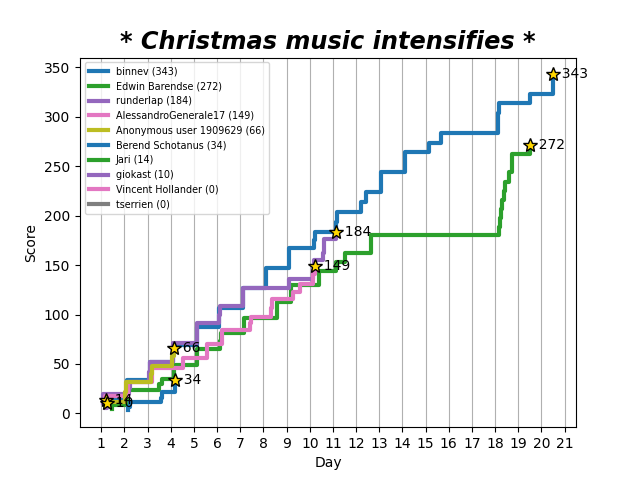 * Christmas music intensifies *
350
300
250
200
150
100
50
0
Score
binnev (343)
Edwin Barendse (272)
runderlap (184)
AlessandroGenerale17 (149)
Anonymous user 1909629 (66)
Berend Schotanus (34)
Jari (14)
giokast (10)
Vincent Hollander (0)
tserrien (0)
343
272
184
149
66
34
14
10
1 2 3 4 5 6 7 8 9 10 11 12 13 14 15 16 17 18 19 20 21
Day